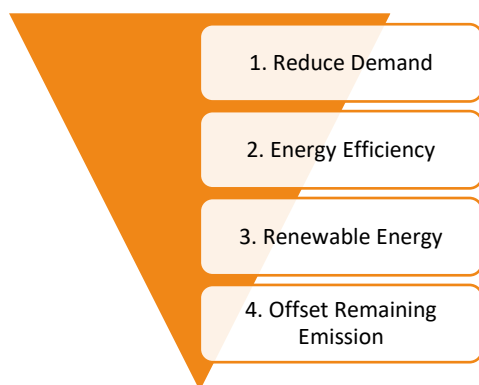 1. Reduce Demand
2. Energy Efficiency
3. Renewable Energy
4. Offset Remaining
Emission